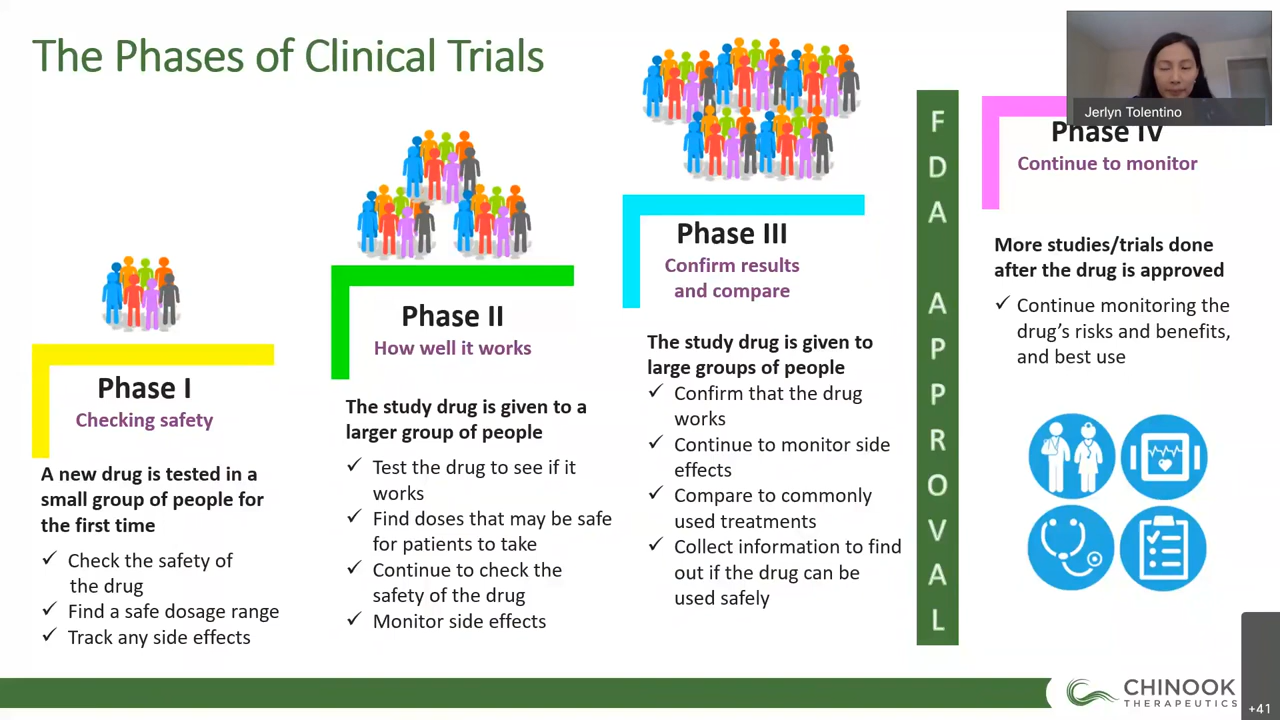 The Phases of Clinical Trials
Jerlyn Tolentino
Phase I
Checking safety
A new drug is tested in a
small group of people for
the first time
✓ Check the safety of
the drug
✓ Find a safe dosage range
✓ Track any side effects
Phase II
How well it works
The study drug is given to a
larger group of people
✓ Test the drug to see if it
works
✓ Find doses that may be safe
for patients to take
✓ Continue to check the
safety of the drug
✓ Monitor side effects
Phase III
Confirm results
and compare
The study drug is given to
large groups of people
✓ Confirm that the drug
works
✓ Continue to monitor side
effects
✓ Compare to commonly
used treatments
✓ Collect information to find
out if the drug can be
used safely
FDA APPROVAL
Phase IV
Continue to monitor
More studies/trials done
after the drug is approved
✓ Continue monitoring the
drug's risks and benefits,
and best use
CHINOOK
THERAPEUTICS
+41